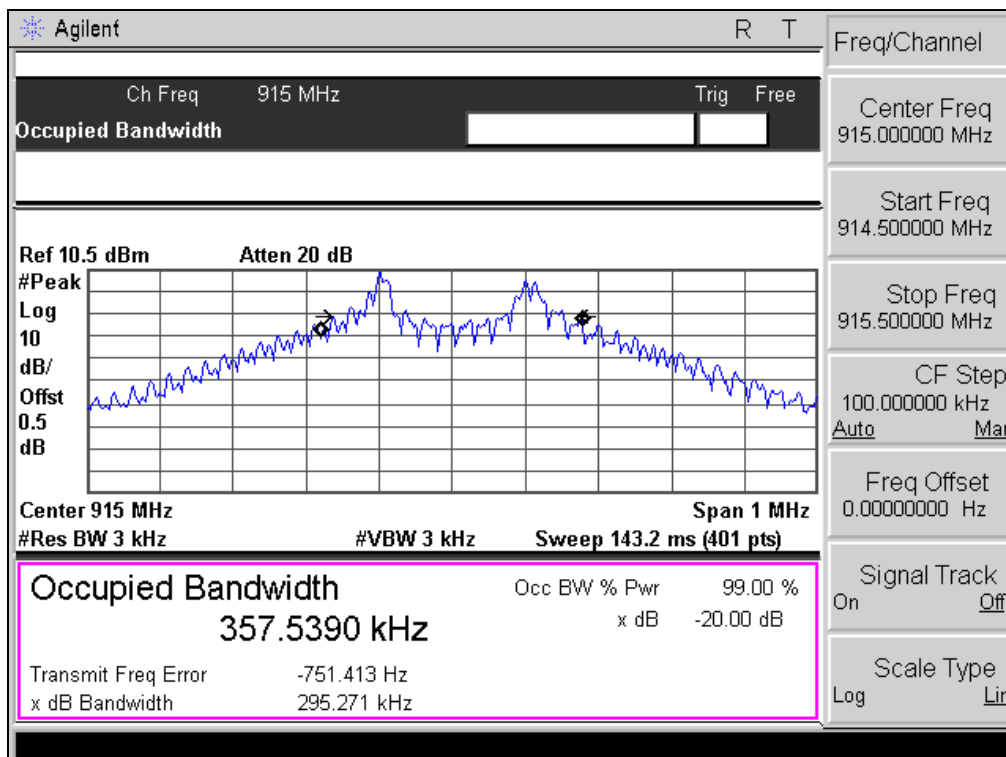 Agilent
R T
Ch Freq 915 MHz Trig Free
Occupied Bandwidth
Ref 10.5 dBm Atten 20 dB
#Peak
Log
10
dB/
Offset
0.5
dB
Center 915 MHz Span 1 MHz
#Res BW 3 kHz #VBW 3 kHz Sweep 143.2 ms (401 pts)
Occupied Bandwidth
357.5390 kHz
Occ BW % Pwr 99.00 %
x dB -20.00 dB
Transmit Freq Error -751.413 Hz
x dB Bandwidth 295.271 kHz
Freq/Channel
Center Freq
915.000000 MHz
Start Freq
914.500000 MHz
Stop Freq
915.500000 MHz
CF Step
100.000000 kHz
Auto Man
Freq Offset
0.00000000 Hz
Signal Track
On Off
Scale Type
Log Lin